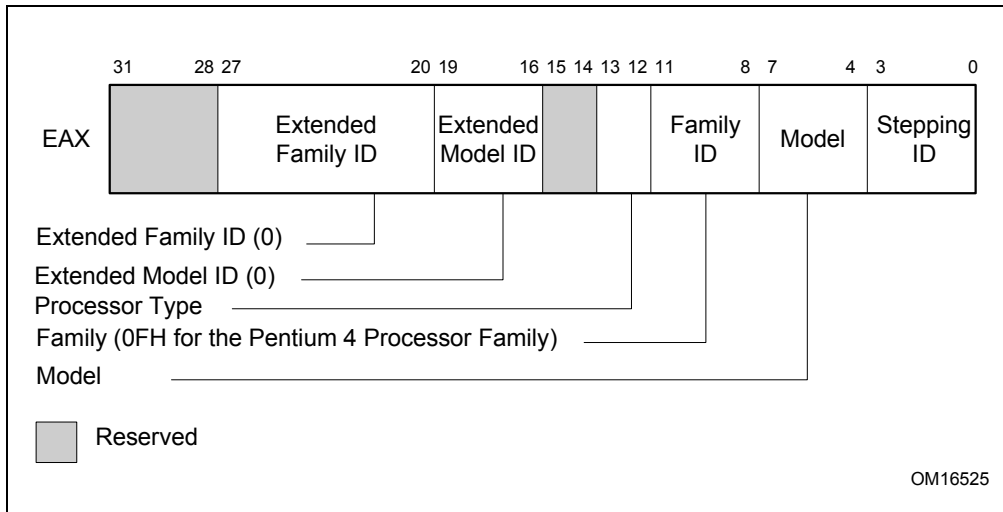 31 28 27 20 19 16 15 14 13 12 11 8 7 4 3 0
EAX
Extended
Family ID
Extended
Model ID
Family
ID
Model
Stepping
ID
Extended Family ID (0)
Extended Model ID (0)
Processor Type
Family (0FH for the Pentium 4 Processor Family)
Model
Reserved
OM16525